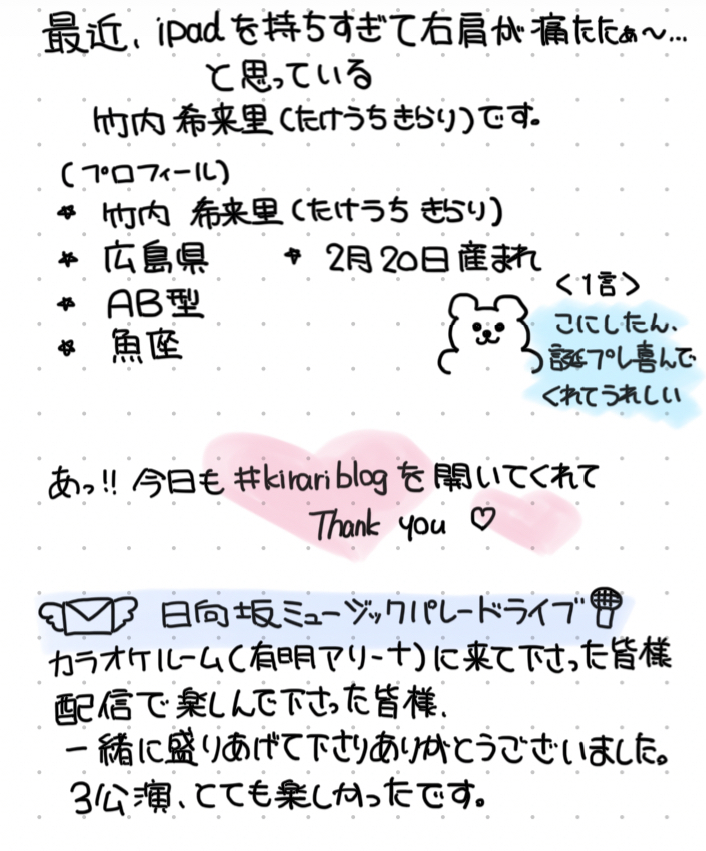 最近、ipadを持ちすぎて右肩が痛たたぁ〜...
と思っている
竹内 希来里(たけうちきらり)です。
(プロフィール)
☆ 竹内 希来里(たけうち きらり)
☆ 広島県 ☆ 2月20日産まれ
☆ AB型
☆ 魚座
<1言>
こにしたん、
誕プレ喜んで
くれてうれしい
あっ!! 今日も #kirariblogを開いてくれて
Thank you ♡
日向坂ミュージックパレードライブ
カラオケルーム(有明アリーナ)に来て下さった皆様
配信で楽しんで下さった皆様、
一緒に盛りあげて下さりありがとうございました。
3公演、とても楽しかったです。